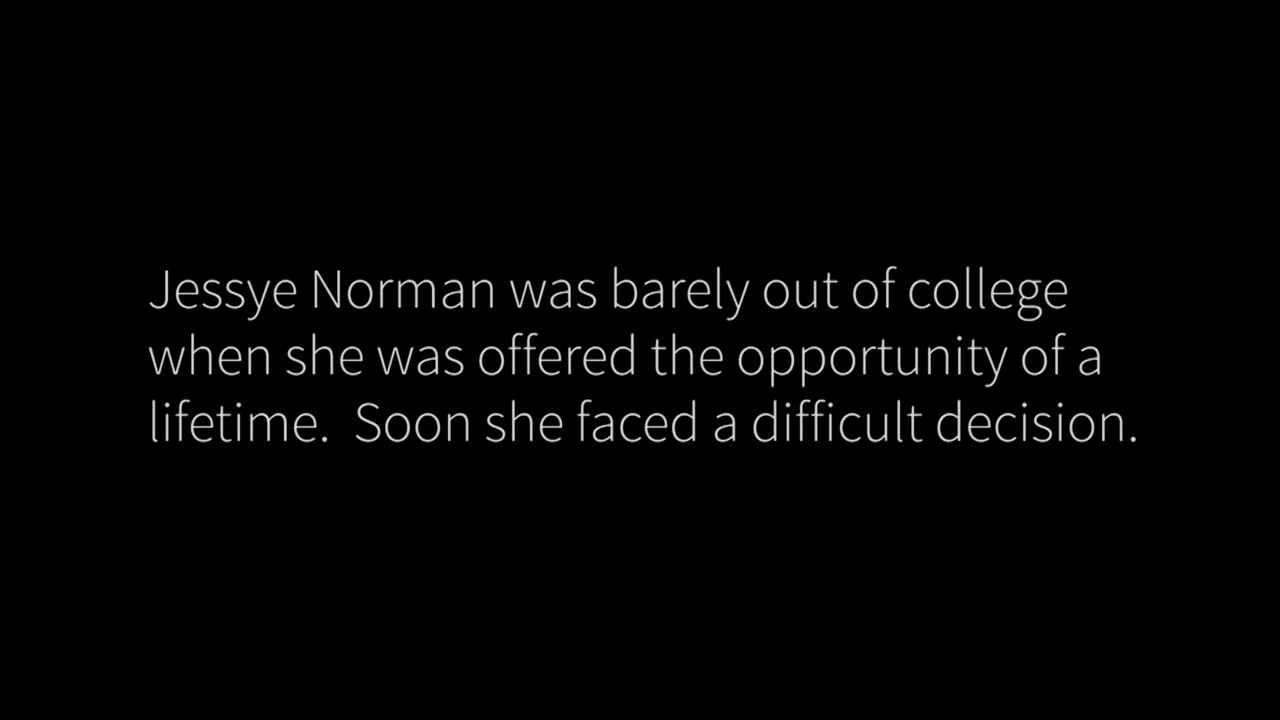 Jessye Norman was barely out of college
when she was offered the opportunity of a
lifetime.  Soon she faced a difficult decision.